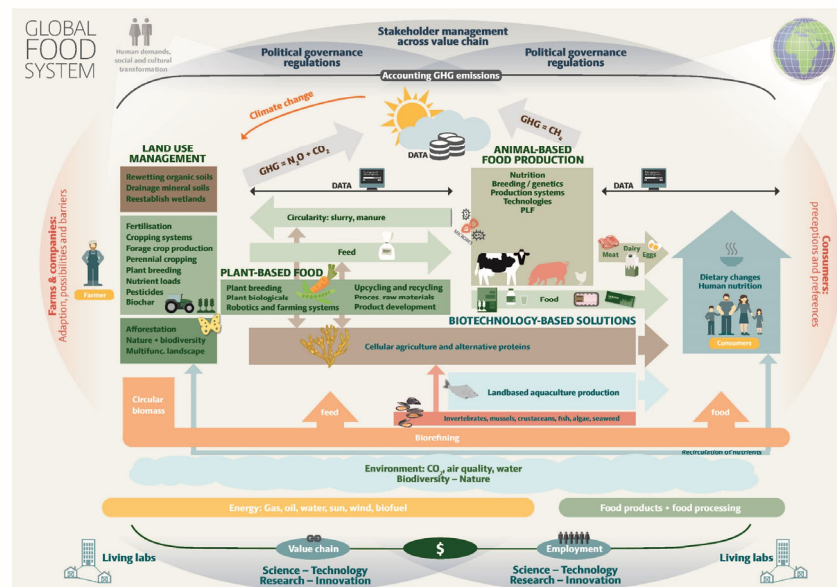 GLOBAL
FOOD
SYSTEM
Human demands,
social and cultural
transformation
Stakeholder management
across value chain
Political governance
regulations
Political governance
regulations
Accounting GHG emissions
Climate change
GHG = N2O + CO2
GHG = CH4
DATA
LAND USE
MANAGEMENT
Rewetting organic soils
Drainage mineral soils
Reestablish wetlands
Fertilisation
Cropping systems
Forage crop production
Perennial cropping
Plant breeding
Nutrient loads
Pesticides
Biochar
Afforestation
Nature + biodiversity
Multifunc. landscape
Farms & companies:
Adaption, possibilities and barriers
Farmer
DATA
Circularity: slurry, manure
Feed
MICROBES
ANIMAL-BASED
FOOD PRODUCTION
Nutrition
Breeding / genetics
Production systems
Technologies
PLF
DATA
Meat
Dairy
Eggs
Food
PLANT-BASED FOOD
Plant breeding
Plant biologicals
Robotics and farming systems
Upcycling and recycling
Proces. raw materials
Product development
BIOTECHNOLOGY-BASED SOLUTIONS
Cellular agriculture and alternative proteins
Landbased aquaculture production
Invertebrates, mussels, crustaceans, fish, algae, seaweed
Dietary changes
Human nutrition
Consumers
Consumers:
preceptions and preferences
Circular
biomass
feed
food
Biorefining
Recirculation of nutrients
Environment: CO2, air quality, water
Biodiversity – Nature
Energy: Gas, oil, water, sun, wind, biofuel
Food products + food processing
Living labs
Value chain
$
Employment
Living labs
Science – Technology
Research – Innovation
Science – Technology
Research – Innovation